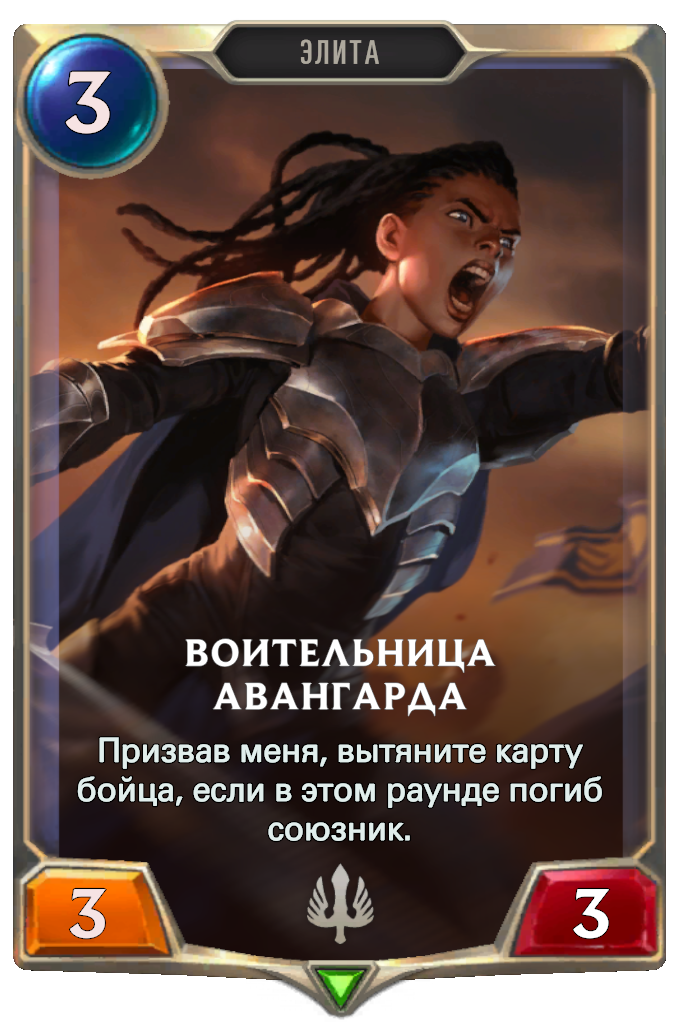 ЭЛИТА
3
ВОИТЕЛЬНИЦА
АВАНГАРДА
Призвав меня, вытяните карту
бойца, если в этом раунде погиб
союзник.
3
3